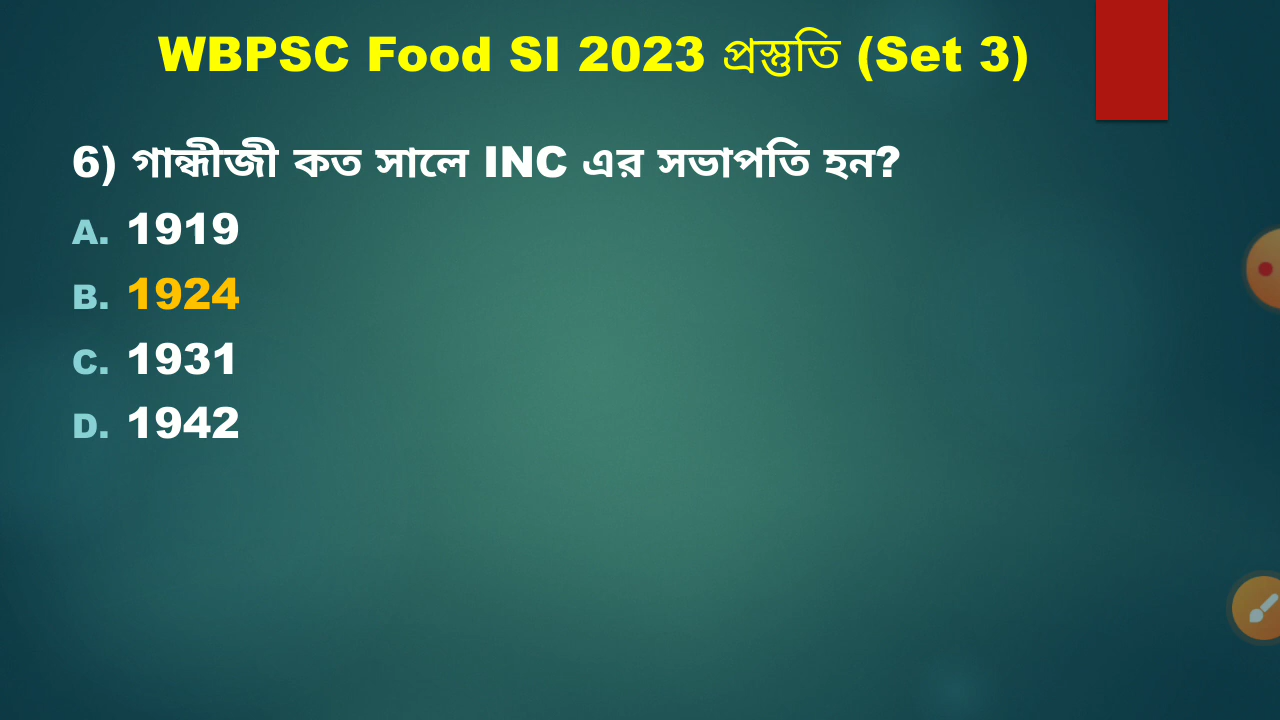 WBPSC Food SI 2023 প্রস্তুতি (Set 3)
6) গান্ধীজী কত সালে INC এর সভাপতি হন?
A. 1919
B. 1924
C. 1931
D. 1942